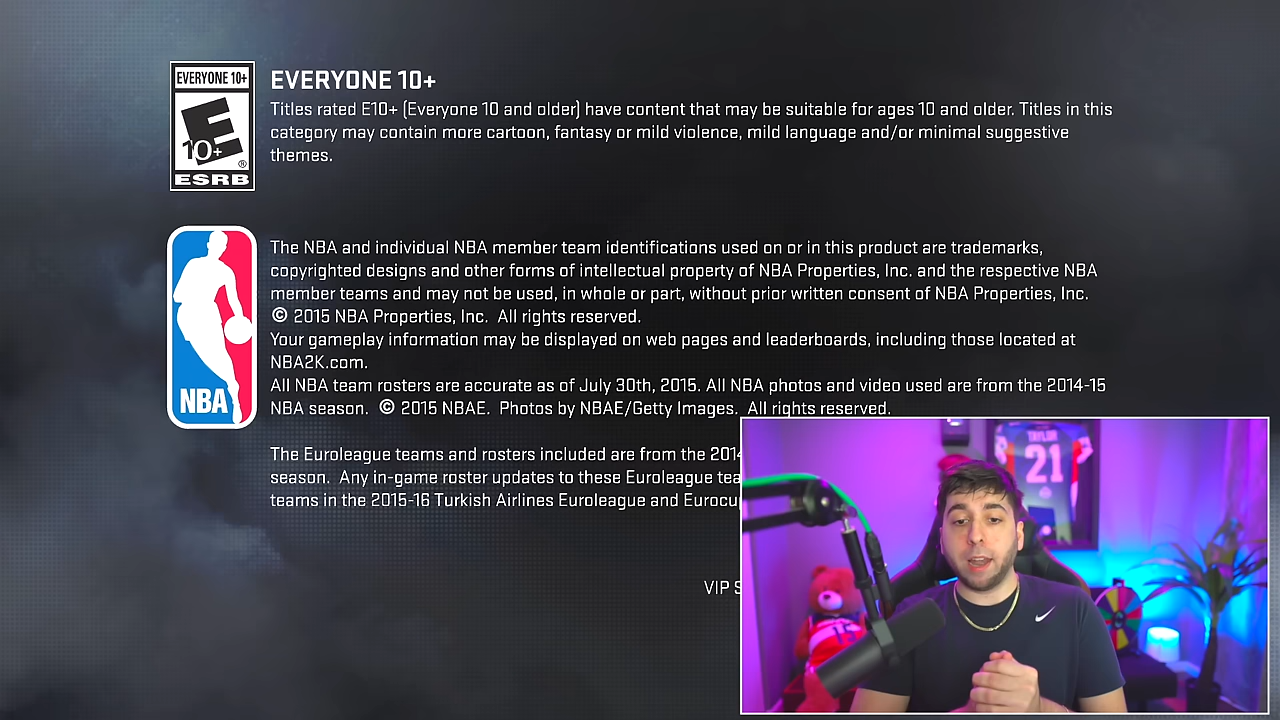 EVERYONE 10+
E
10+
®
ESRB
EVERYONE 10+
Titles rated E10+ (Everyone 10 and older) have content that may be suitable for ages 10 and older. Titles in this
category may contain more cartoon, fantasy or mild violence, mild language and/or minimal suggestive
themes.
NBA
The NBA and individual NBA member team identifications used on or in this product are trademarks,
copyrighted designs and other forms of intellectual property of NBA Properties, Inc. and the respective NBA
member teams and may not be used, in whole or part, without prior written consent of NBA Properties, Inc.
© 2015 NBA Properties, Inc. All rights reserved.
Your gameplay information may be displayed on web pages and leaderboards, including those located at
NBA2K.com.
All NBA team rosters are accurate as of July 30th, 2015. All NBA photos and video used are from the 2014-15
NBA season. © 2015 NBAE. Photos by NBAE/Getty Images. All rights reserved.
The Euroleague teams and rosters included are from the 2014
season. Any in-game roster updates to these Euroleague
teams in the 2015-16 Turkish Airlines Euroleague and
VIP
TAYLOR
21